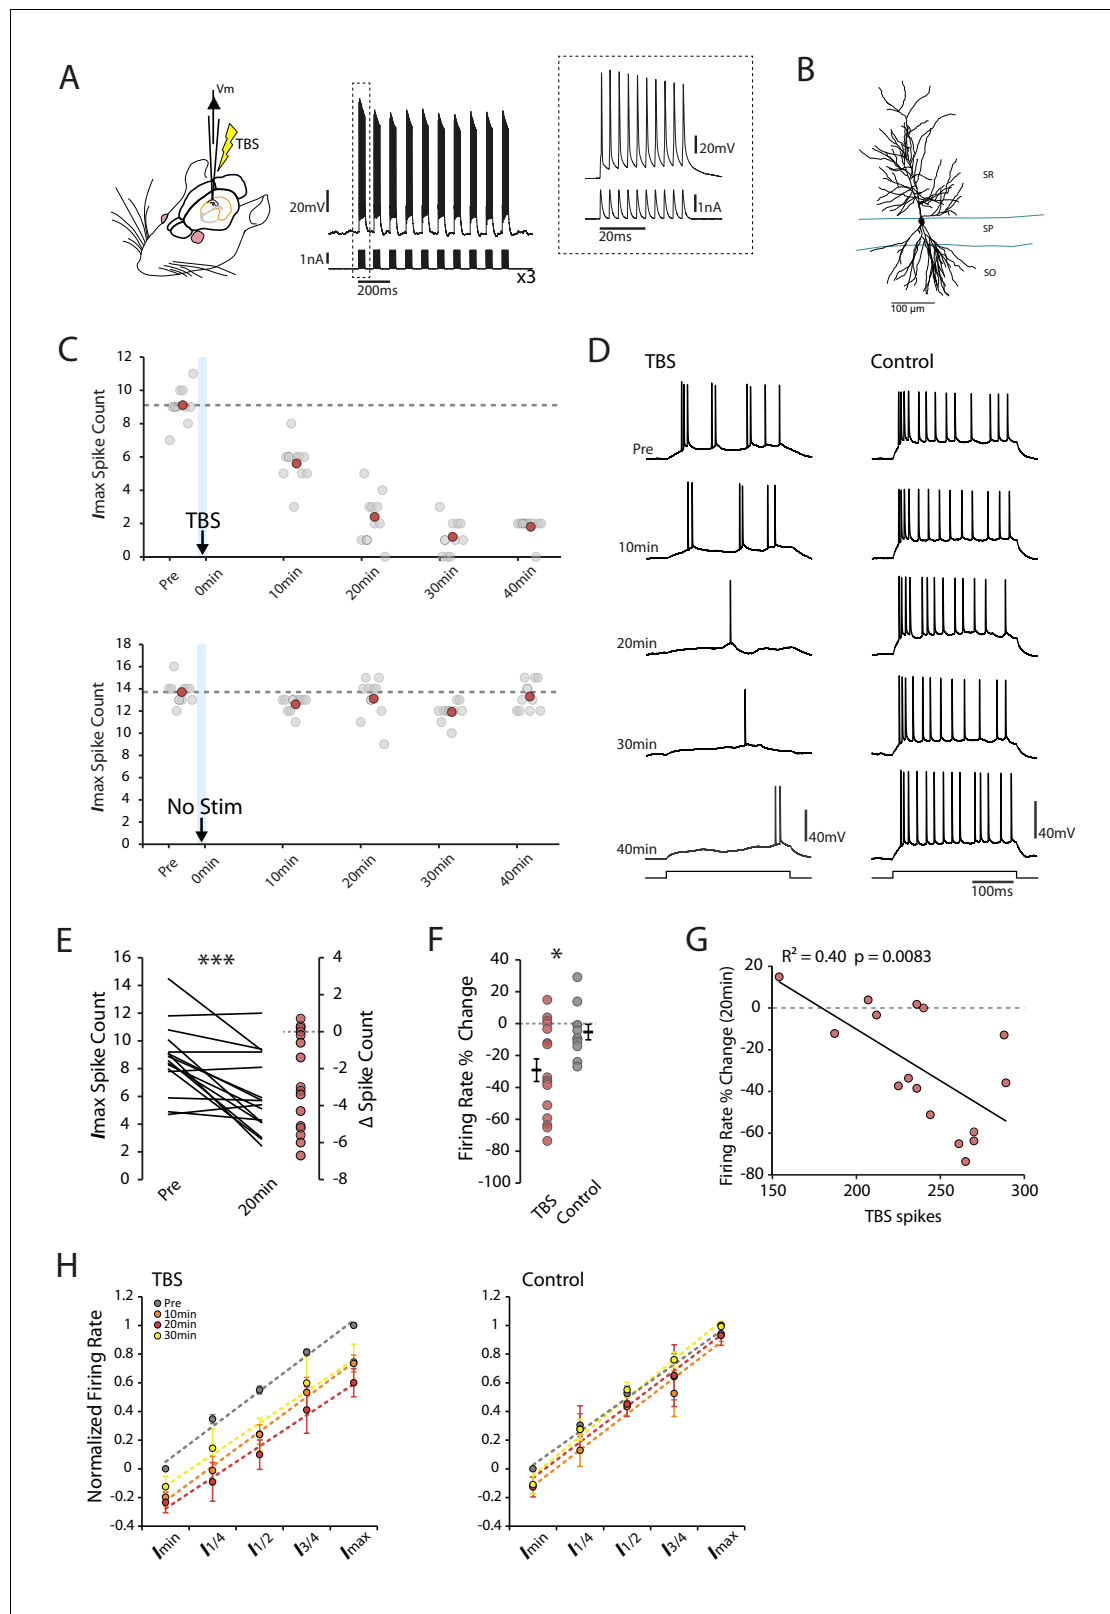 A
Vm
TBS
20mV
1nA
200ms
x3
20mV
1nA
20ms
B
SR
SP
SO
100 µm
C
Imax Spike Count
12
10
8
6
4
2
0
TBS
Pre
0min
10min
20min
30min
40min
Imax Spike Count
18
16
14
12
10
8
6
4
2
0
No Stim
Pre
0min
10min
20min
30min
40min
D
TBS
Control
Pre
10min
20min
30min
40min
40mV
40mV
100ms
E
Imax Spike Count
16
14
12
10
8
6
4
2
0
***
Pre
20min
4
2
0
-2
-4
-6
-8
Δ Spike Count
F
Firing Rate % Change
40
20
0
-20
-40
-60
-80
-100
*
TBS
Control
G
R² = 0.40 p = 0.0083
Firing Rate % Change (20min)
20
0
-20
-40
-60
-80
150
200
250
300
TBS spikes
H
TBS
Normalized Firing Rate
1.2
1
0.8
0.6
0.4
0.2
0
-0.2
-0.4
Pre
10min
20min
30min
Imin
I1/4
I1/2
I3/4
Imax
Control
1.2
1
0.8
0.6
0.4
0.2
0
-0.2
-0.4
Imin
I1/4
I1/2
I3/4
Imax